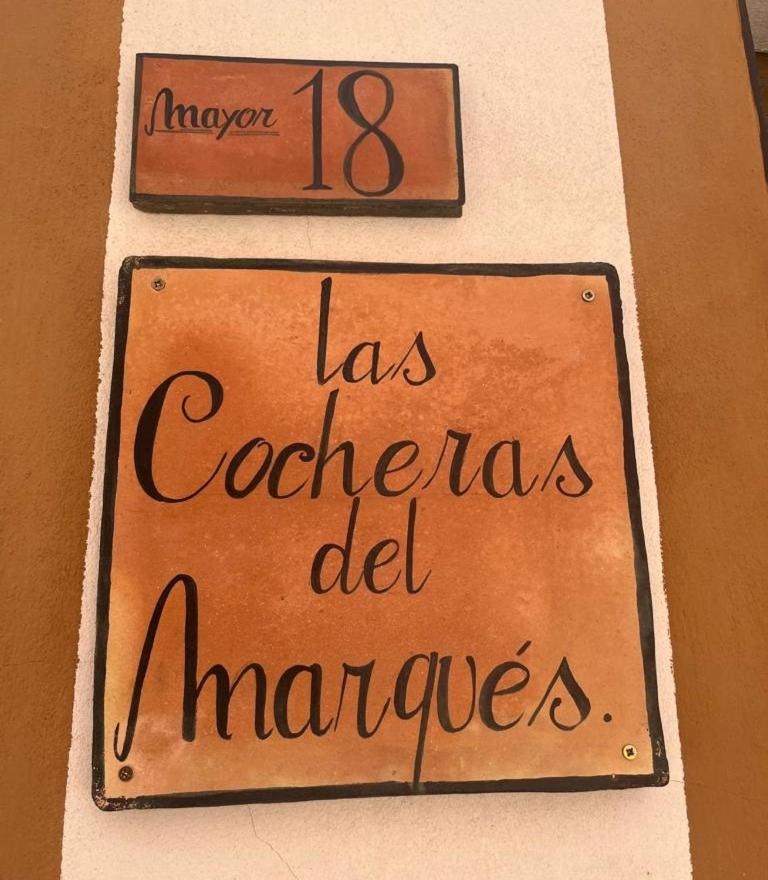 Mayor 18
las
Cocheras
del
Marqués.